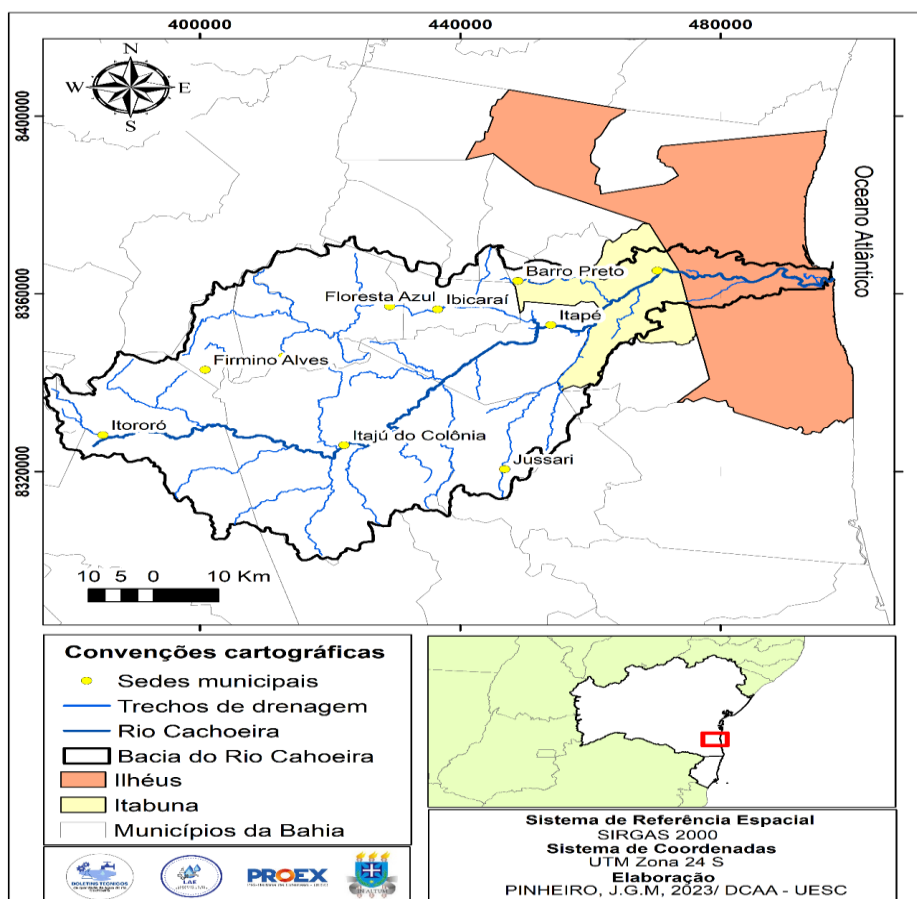 400000
440000
480000
N
W
E
S
8400000
8360000
8320000
Oceano Atlântico
Barro Preto
Floresta Azul
Ibicaraí
Itapé
Firmino Alves
Itororó
Itajú do Colônia
Jussari
10 5 0 10 Km
Convenções cartográficas
Sedes municipais
Trechos de drenagem
Rio Cachoeira
Bacia do Rio Cahoeira
Ilhéus
Itabuna
Municípios da Bahia
BOLETINS TÉCNICOS
LAE
PROEX
Sistema de Referência Espacial
SIRGAS 2000
Sistema de Coordenadas
UTM Zona 24 S
Elaboração
PINHEIRO, J.G.M, 2023/ DCAA - UESC